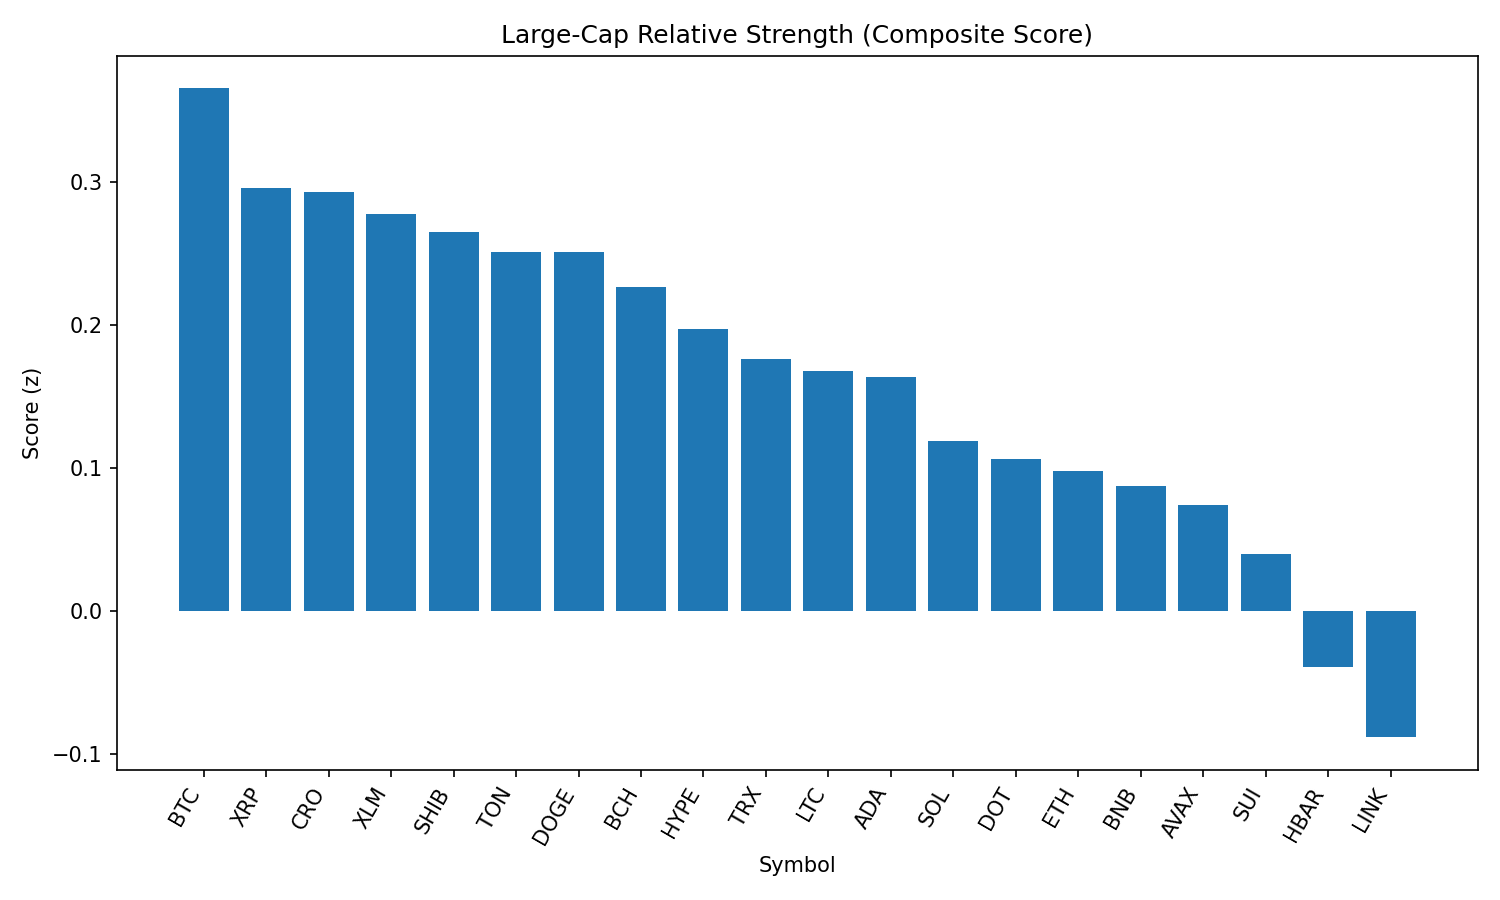 Large-Cap Relative Strength (Composite Score)
Score (z)
0.3
0.2
0.1
0.0
−0.1
BTC
XRP
CRO
XLM
SHIB
TON
DOGE
BCH
HYPE
TRX
LTC
ADA
SOL
DOT
ETH
BNB
AVAX
SUI
HBAR
LINK
Symbol